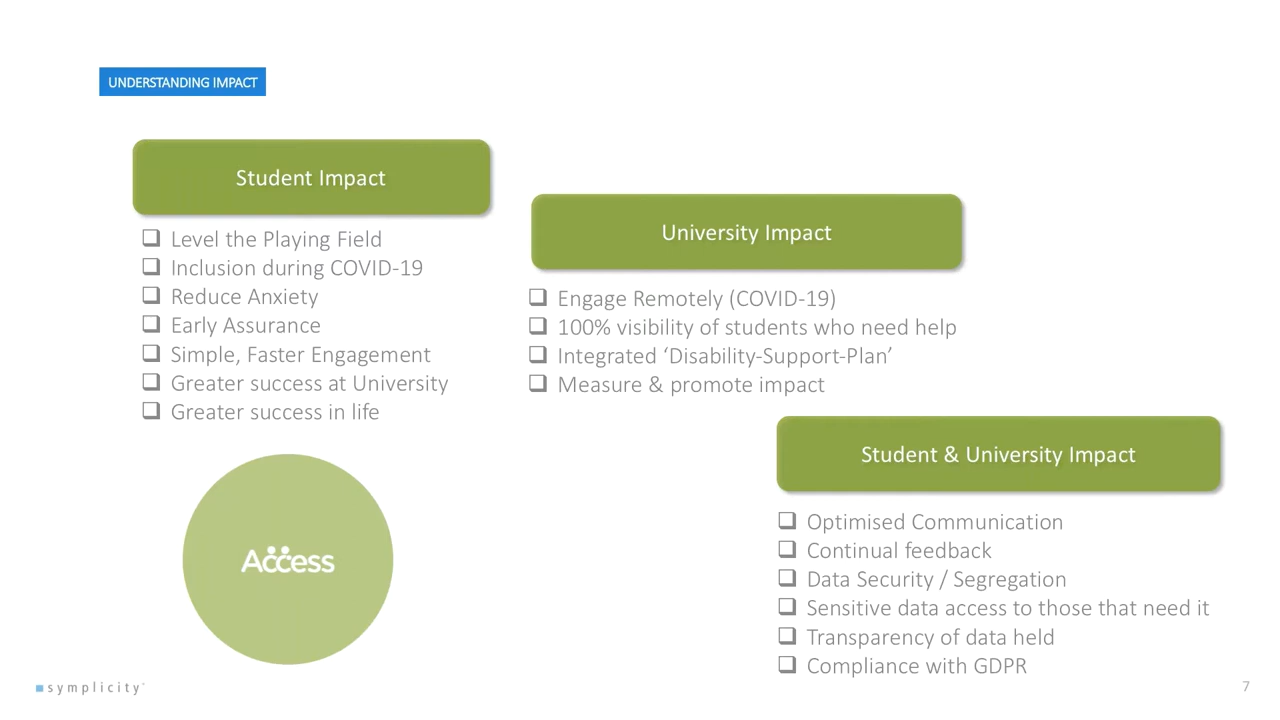 UNDERSTANDING IMPACT
Student Impact
Level the Playing Field
Inclusion during COVID-19
Reduce Anxiety
Early Assurance
Simple, Faster Engagement
Greater success at University
Greater success in life
University Impact
Engage Remotely (COVID-19)
100% visibility of students who need help
Integrated ‘Disability-Support-Plan’
Measure & promote impact
Student & University Impact
Optimised Communication
Continual feedback
Data Security / Segregation
Sensitive data access to those that need it
Transparency of data held
Compliance with GDPR
Access
symplicity
7